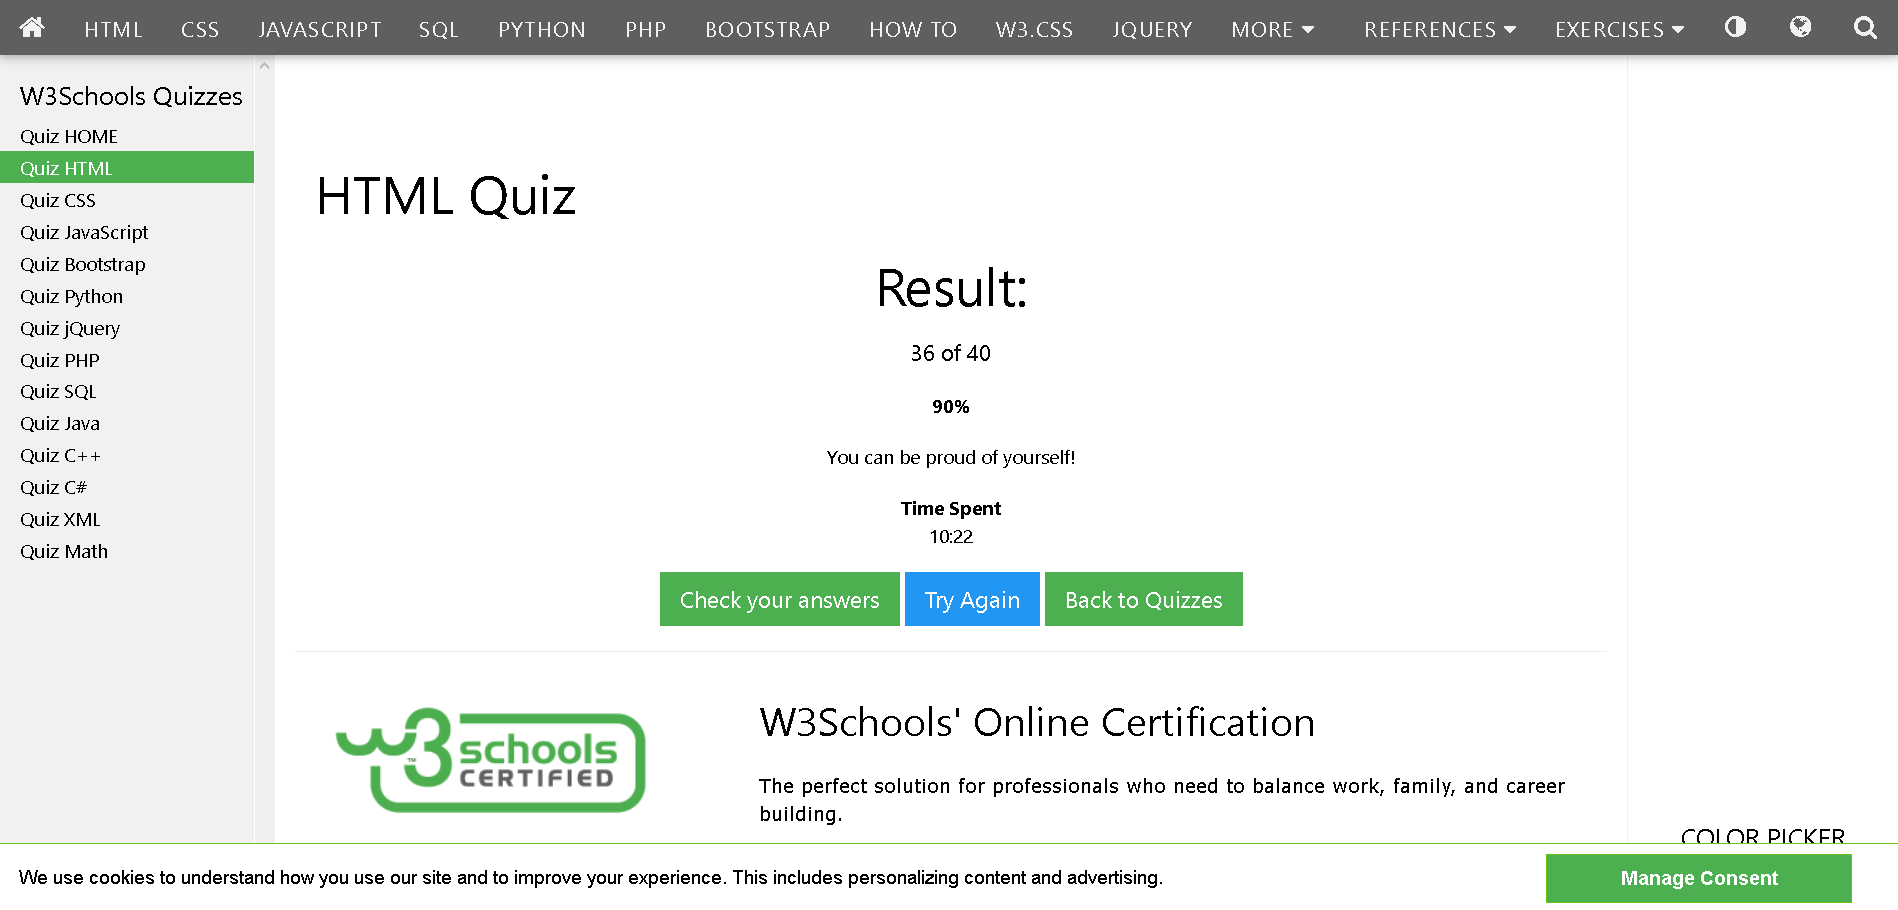 HTML CSS JAVASCRIPT SQL PYTHON PHP BOOTSTRAP HOW TO W3.CSS JQUERY MORE REFERENCES EXERCISES
W3Schools Quizzes
Quiz HOME
Quiz HTML
Quiz CSS
Quiz JavaScript
Quiz Bootstrap
Quiz Python
Quiz jQuery
Quiz PHP
Quiz SQL
Quiz Java
Quiz C++
Quiz C#
Quiz XML
Quiz Math
HTML Quiz
Result:
36 of 40
90%
You can be proud of yourself!
Time Spent
10:22
Check your answers Try Again Back to Quizzes
w3schools
TM
CERTIFIED
W3Schools' Online Certification
The perfect solution for professionals who need to balance work, family, and career
building.
COLOR PICKER
We use cookies to understand how you use our site and to improve your experience. This includes personalizing content and advertising.
Manage Consent